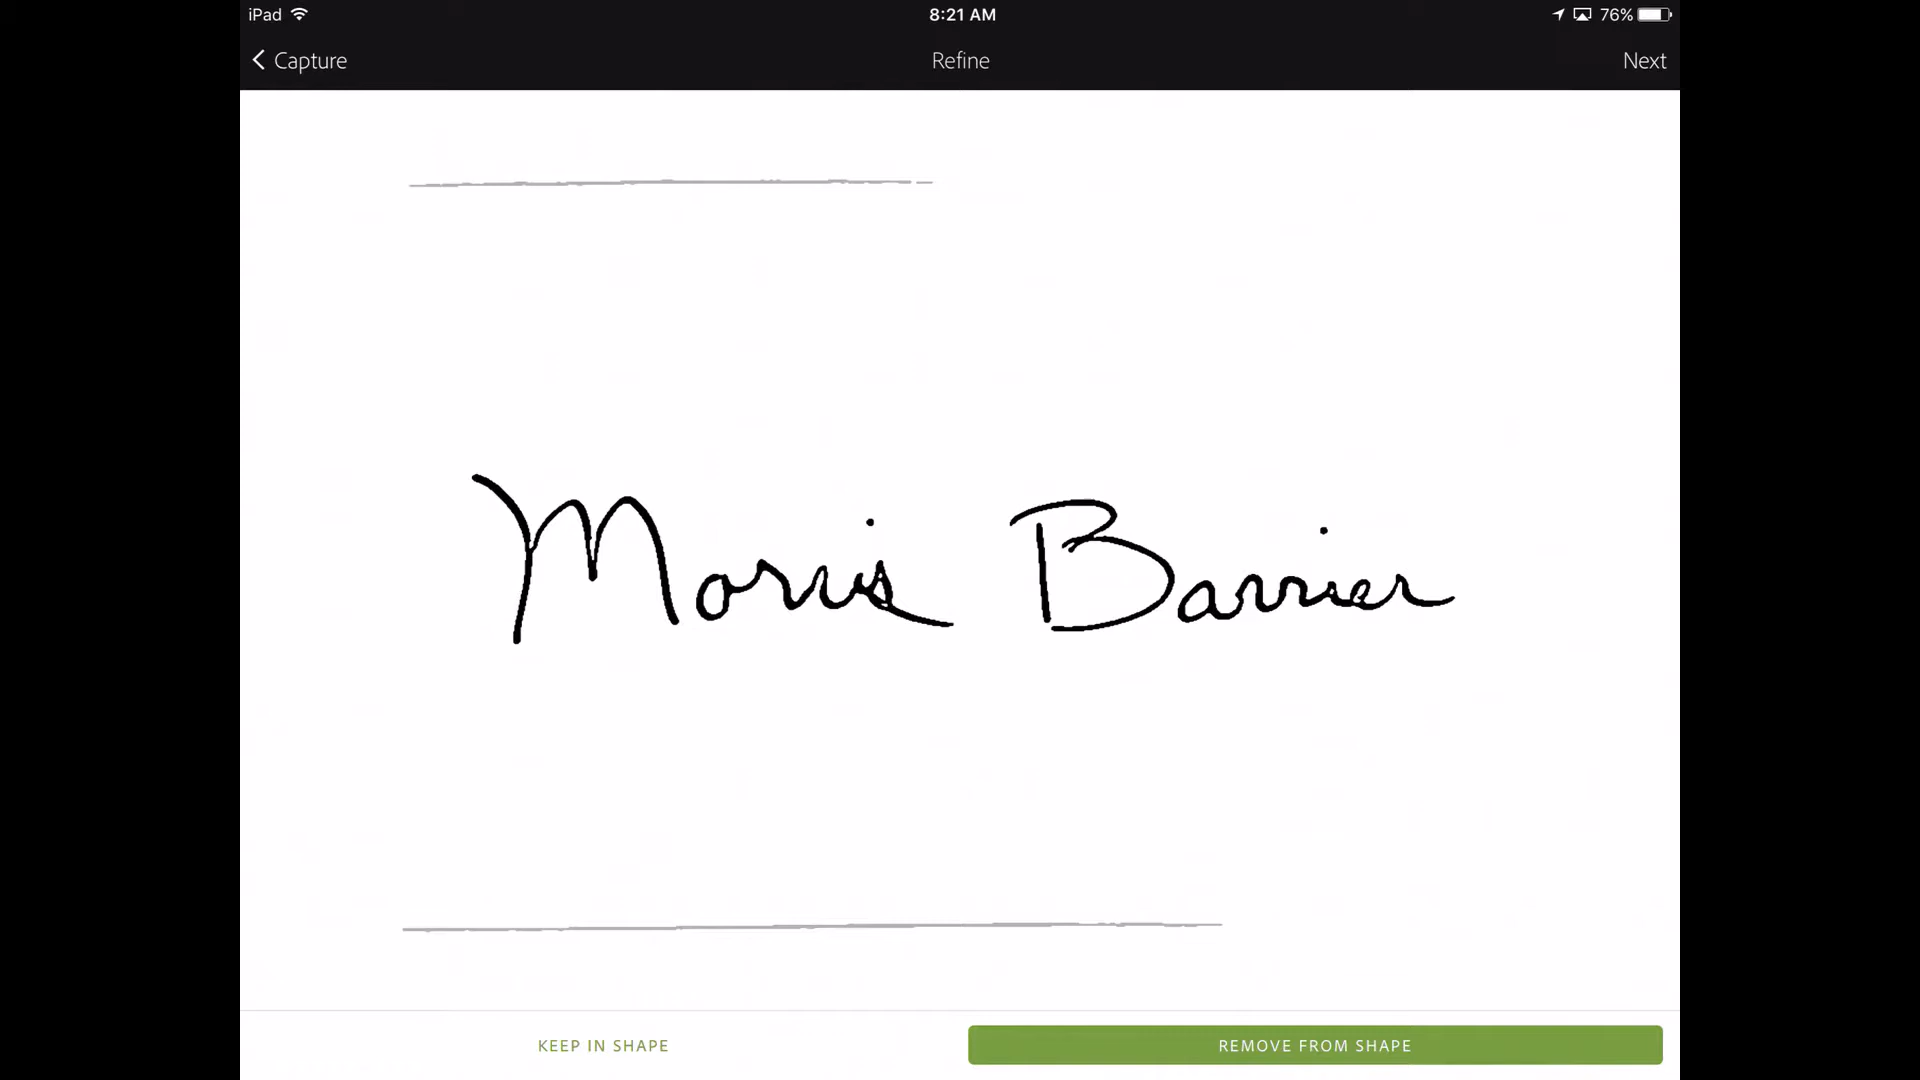 iPad 8:21 AM 76%
Capture Refine Next
Morris Barrier
KEEP IN SHAPE REMOVE FROM SHAPE